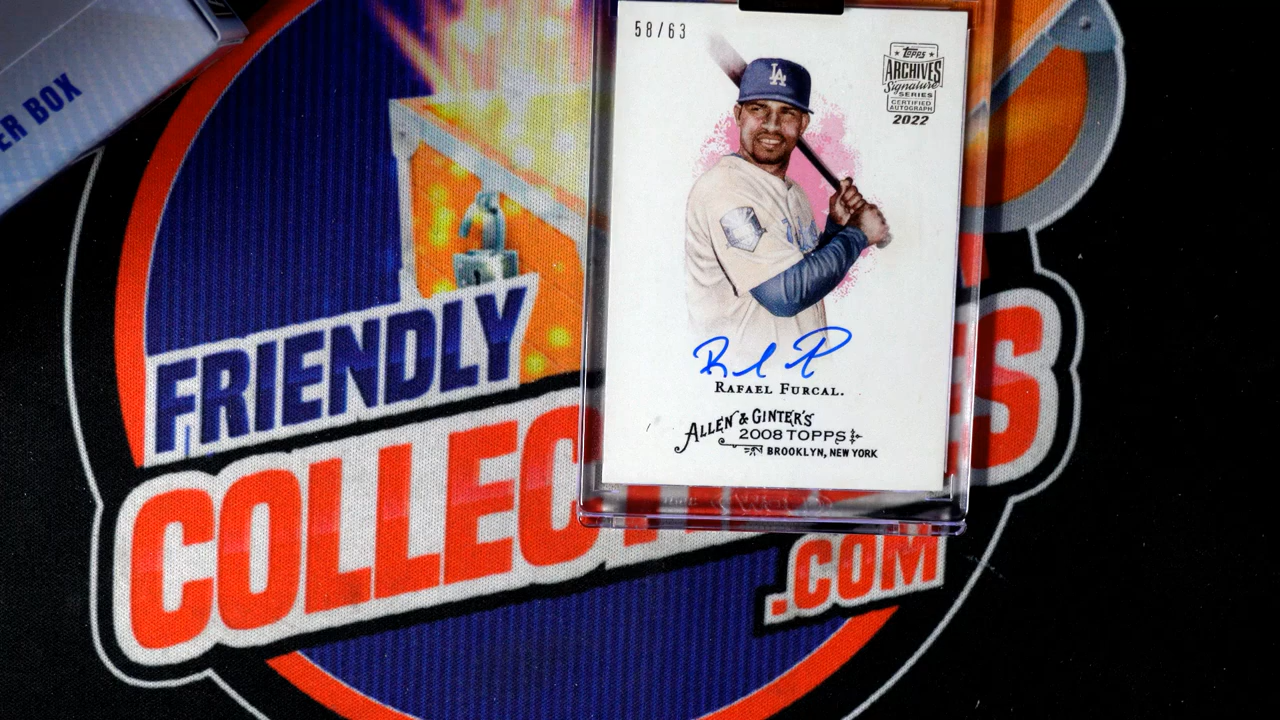 ER BOX
58/63
LA
TOPPS
ARCHIVES
Signature
SERIES
CERTIFIED
AUTOGRAPH
2022
RAFAEL FURCAL.
ALLEN & GINTER'S
2008 TOPPS
BROOKLYN, NEW YORK
FRIENDLY
COLLEC
ES
.COM